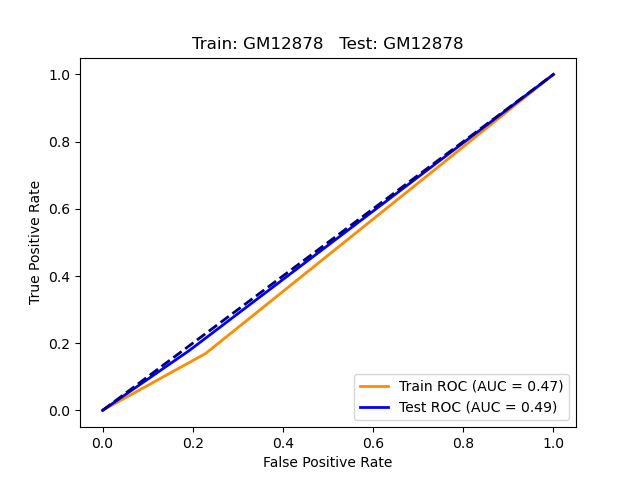 Train: GM12878   Test: GM12878
True Positive Rate
1.0
0.8
0.6
0.4
0.2
0.0
Train ROC (AUC = 0.47)
Test ROC (AUC = 0.49)
0.0 0.2 0.4 0.6 0.8 1.0
False Positive Rate